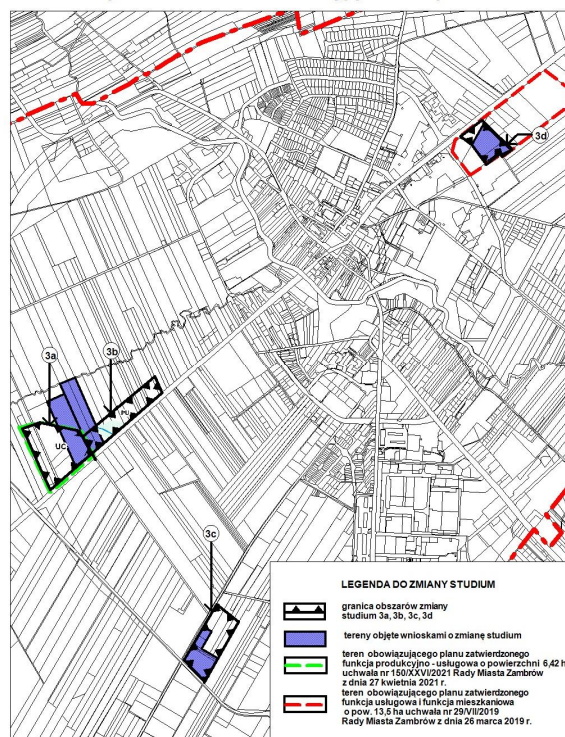 3d
3a
3b
PU
UC
3c
LEGENDA DO ZMIANY STUDIUM
granica obszarów zmiany
studium 3a, 3b, 3c, 3d
tereny objęte wnioskami o zmianę studium
teren obowiązującego planu zatwierdzonego
funkcja produkcyjno - usługowa o powierzchni 6,42 h
uchwała nr 150/XXVI/2021 Rady Miasta Zambrów
z dnia 27 kwietnia 2021 r.
teren obowiązującego planu zatwierdzonego
funkcja usługowa i funkcja mieszkaniowa
o pow. 13,5 ha uchwała nr 29/VII/2019
Rady Miasta Zambrów z dnia 26 marca 2019 r.